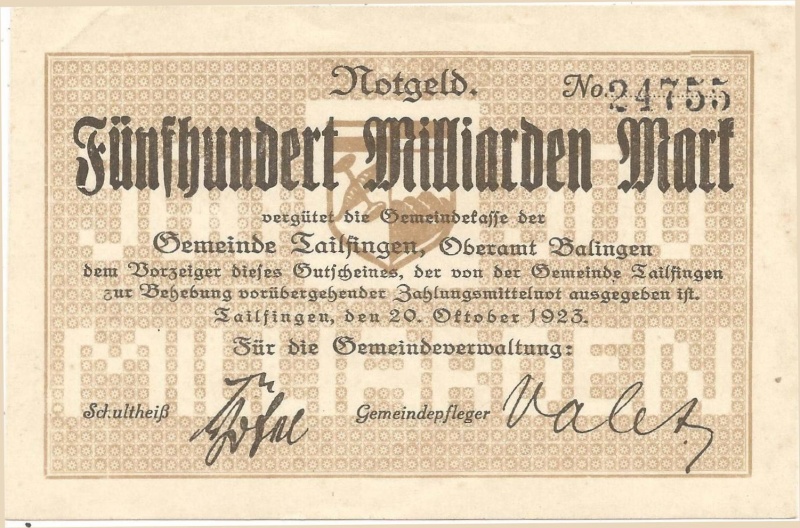 Notgeld. No. 24755
Fünfhundert Milliarden Mark
vergütet die Gemeindekasse der
Gemeinde Tailfingen, Oberamt Balingen
dem Vorzeiger dieses Gutscheines, der von der Gemeinde Tailfingen
zur Behebung vorübergehender Zahlungsmittelnot ausgegeben ist.
Tailfingen, den 20. Oktober 1923.
Für die Gemeindeverwaltung:
Schultheiß Gemeindepfleger